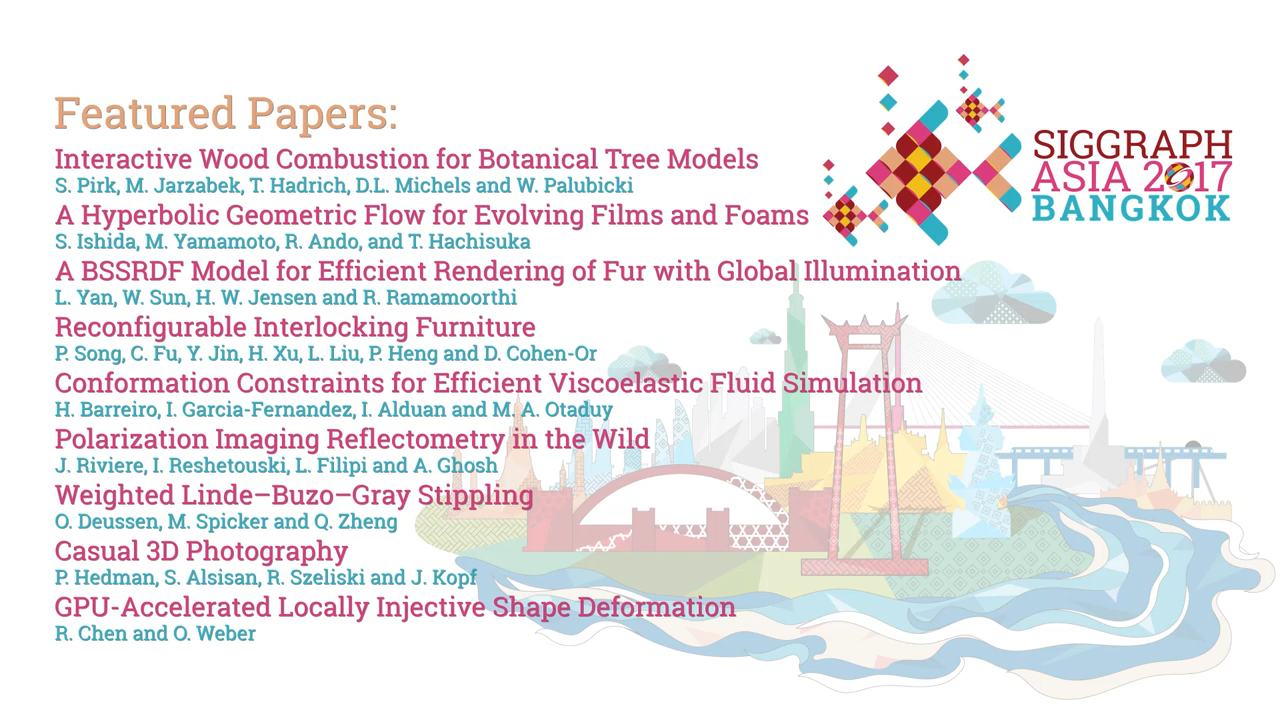 Featured Papers:
Interactive Wood Combustion for Botanical Tree Models
S. Pirk, M. Jarzabek, T. Hadrich, D.L. Michels and W. Palubicki
A Hyperbolic Geometric Flow for Evolving Films and Foams
S. Ishida, M. Yamamoto, R. Ando, and T. Hachisuka
A BSSRDF Model for Efficient Rendering of Fur with Global Illumination
L. Yan, W. Sun, H. W. Jensen and R. Ramamoorthi
Reconfigurable Interlocking Furniture
P. Song, C. Fu, Y. Jin, H. Xu, L. Liu, P. Heng and D. Cohen-Or
Conformation Constraints for Efficient Viscoelastic Fluid Simulation
H. Barreiro, I. Garcia-Fernandez, I. Alduan and M. A. Otaduy
Polarization Imaging Reflectometry in the Wild
J. Riviere, I. Reshetouski, L. Filipi and A. Ghosh
Weighted Linde–Buzo–Gray Stippling
O. Deussen, M. Spicker and Q. Zheng
Casual 3D Photography
P. Hedman, S. Alsisan, R. Szeliski and J. Kopf
GPU-Accelerated Locally Injective Shape Deformation
R. Chen and O. Weber
SIGGRAPH
ASIA 2017
BANGKOK